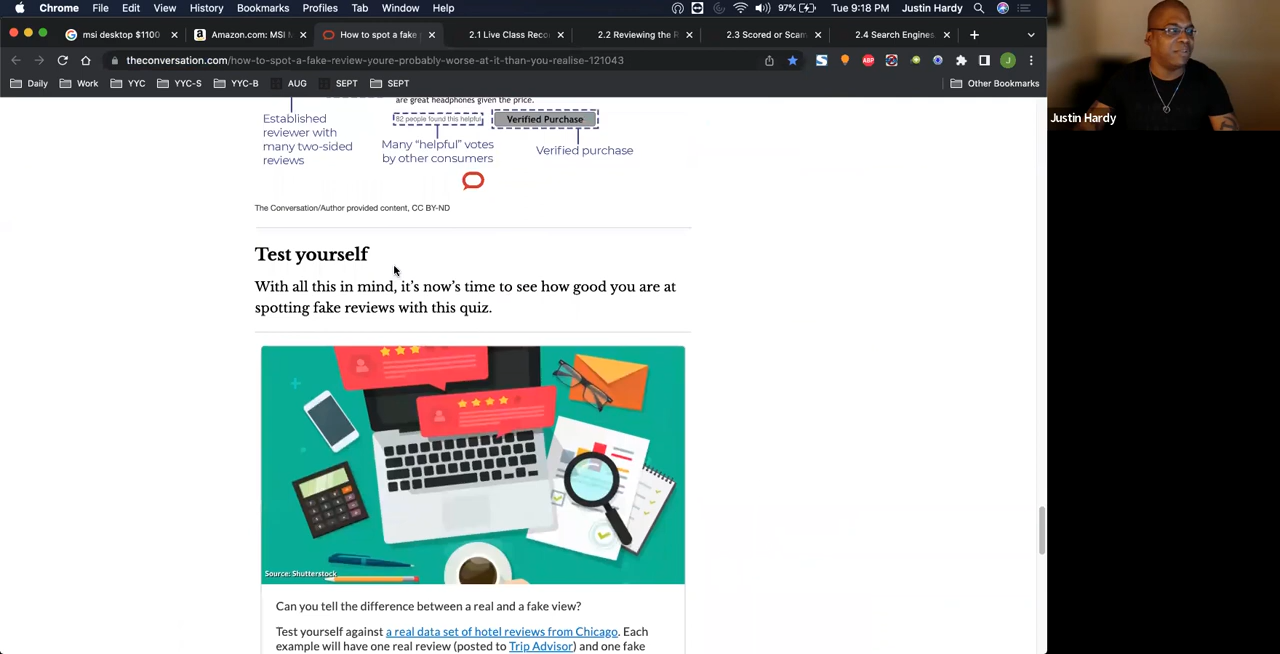 Chrome File Edit View History Bookmarks Profiles Tab Window Help 97% Tue 9:18 PM Justin Hardy
msi desktop $1100 Amazon.com: MSI M How to spot a fake 2.1 Live Class Reco 2.2 Reviewing the R 2.3 Scored or Scam 2.4 Search Engines
theconversation.com/how-to-spot-a-fake-review-youre-probably-worse-at-it-than-you-realise-121043
Daily Work YYC YYC-S YYC-B AUG SEPT SEPT Other Bookmarks
are great headphones given the price.
Established
reviewer with
many two-sided
reviews
82 people found this helpful
Verified Purchase
Many “helpful” votes
by other consumers
Verified purchase
The Conversation/Author provided content, CC BY-ND
Test yourself
With all this in mind, it’s now’s time to see how good you are at
spotting fake reviews with this quiz.
Source: Shutterstock
Can you tell the difference between a real and a fake view?
Test yourself against a real data set of hotel reviews from Chicago. Each
example will have one real review (posted to Trip Advisor) and one fake
Justin Hardy